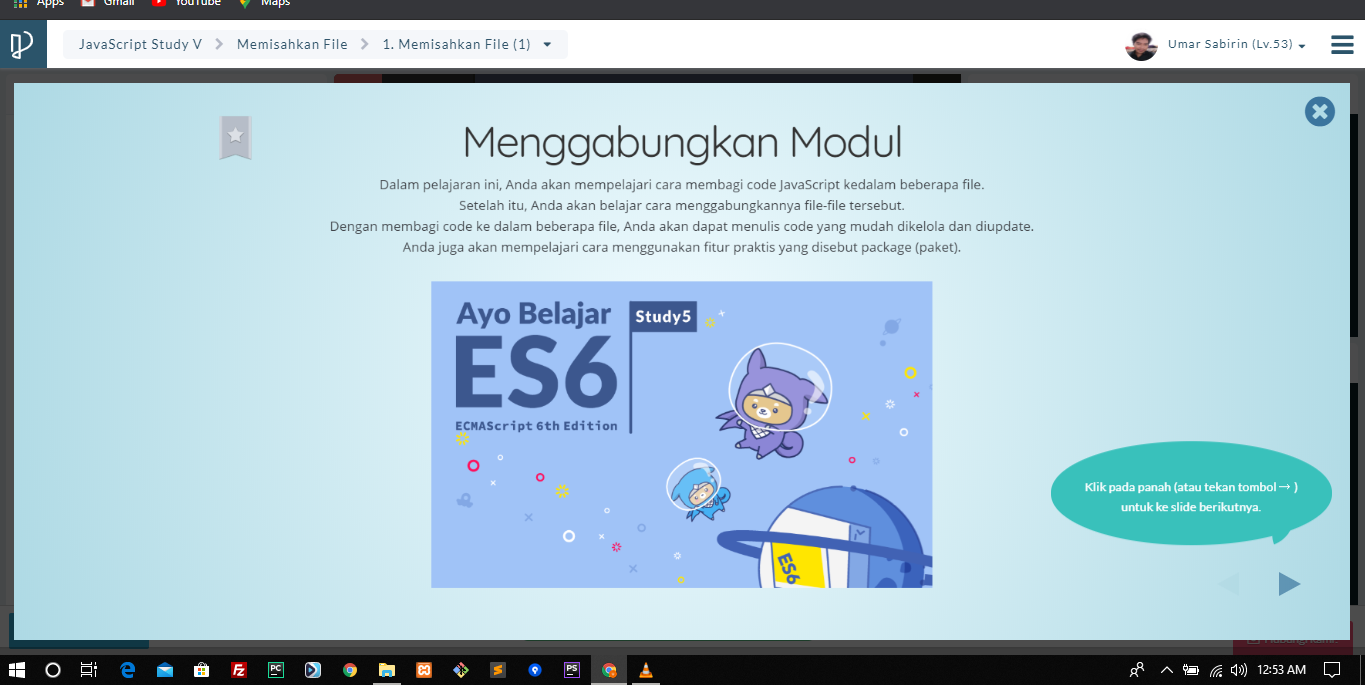 Apps Gmail YouTube Maps
JavaScript Study V Memisahkan File 1. Memisahkan File (1)
Umar Sabirin (Lv.53)
Menggabungkan Modul
Dalam pelajaran ini, Anda akan mempelajari cara membagi code JavaScript kedalam beberapa file.
Setelah itu, Anda akan belajar cara menggabungkannya file-file tersebut.
Dengan membagi code ke dalam beberapa file, Anda akan dapat menulis code yang mudah dikelola dan diupdate.
Anda juga akan mempelajari cara menggunakan fitur praktis yang disebut package (paket).
Ayo Belajar
Study5
ES6
ECMAScript 6th Edition
ES6
Klik pada panah (atau tekan tombol → )
untuk ke slide berikutnya.
PC
PS
12:53 AM